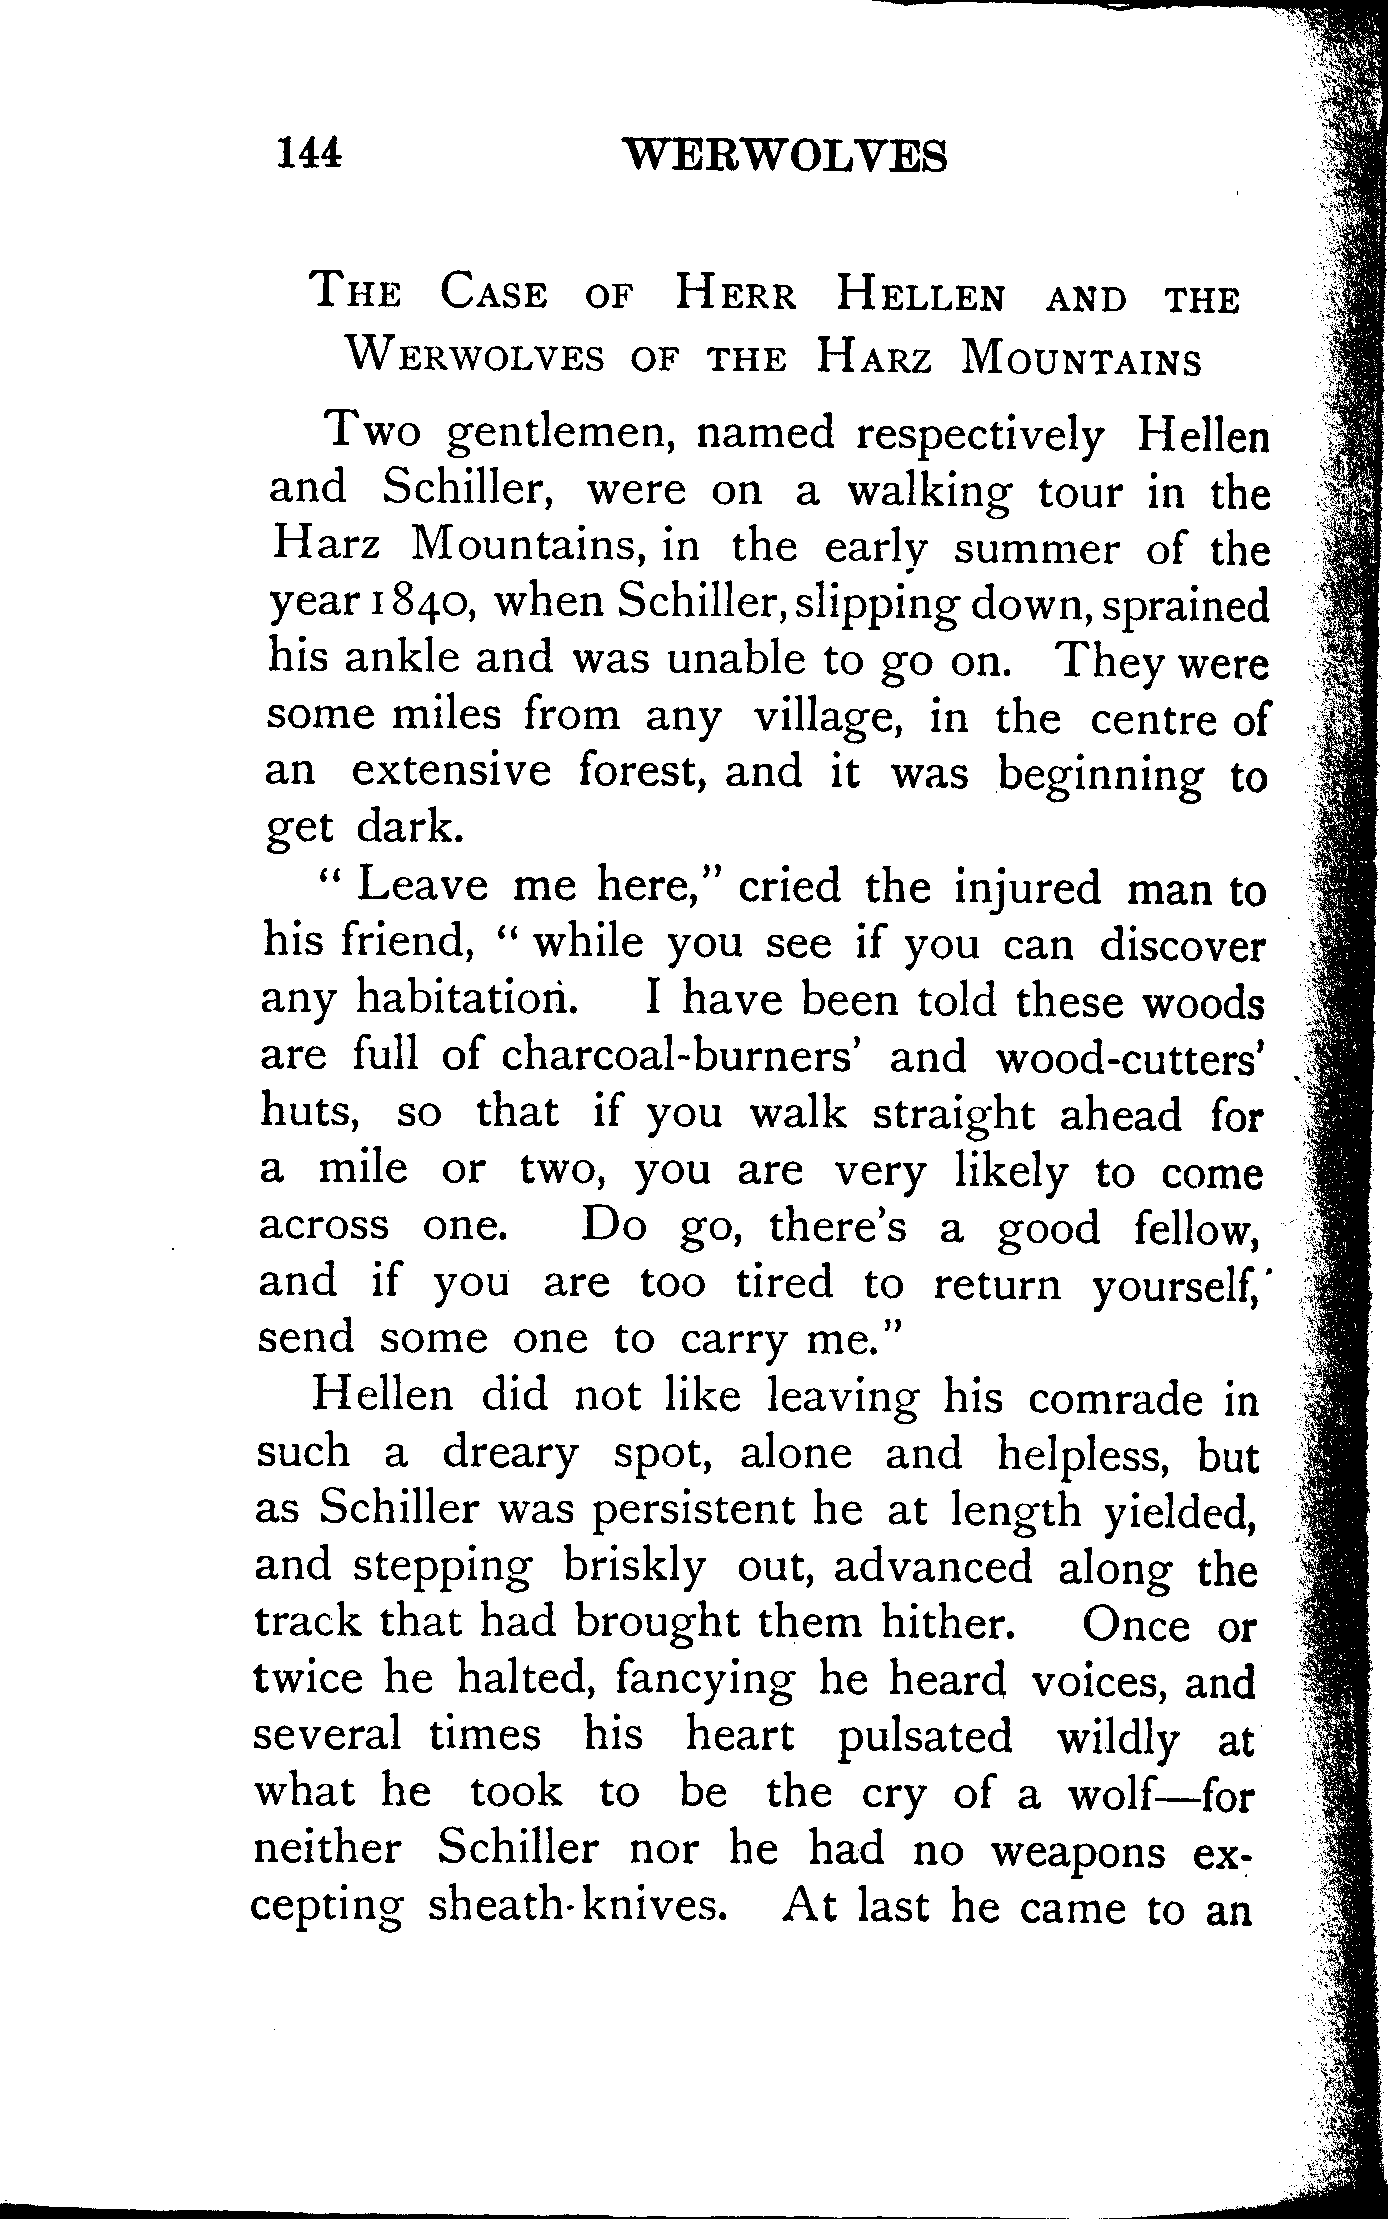 144 WERWOLVES
THE CASE OF HERR HELLEN AND THE
WERWOLVES OF THE HARZ MOUNTAINS
Two gentlemen, named respectively Hellen
and Schiller, were on a walking tour in the
Harz Mountains, in the early summer of the
year 1840, when Schiller, slipping down, sprained
his ankle and was unable to go on. They were
some miles from any village, in the centre of
an extensive forest, and it was beginning to
get dark.
“ Leave me here,” cried the injured man to
his friend, “ while you see if you can discover
any habitation. I have been told these woods
are full of charcoal-burners’ and wood-cutters’
huts, so that if you walk straight ahead for
a mile or two, you are very likely to come
across one. Do go, there’s a good fellow,
and if you are too tired to return yourself,
send some one to carry me.”
Hellen did not like leaving his comrade in
such a dreary spot, alone and helpless, but
as Schiller was persistent he at length yielded,
and stepping briskly out, advanced along the
track that had brought them hither. Once or
twice he halted, fancying he heard voices, and
several times his heart pulsated wildly at
what he took to be the cry of a wolf—for
neither Schiller nor he had no weapons ex-
cepting sheath-knives. At last he came to an